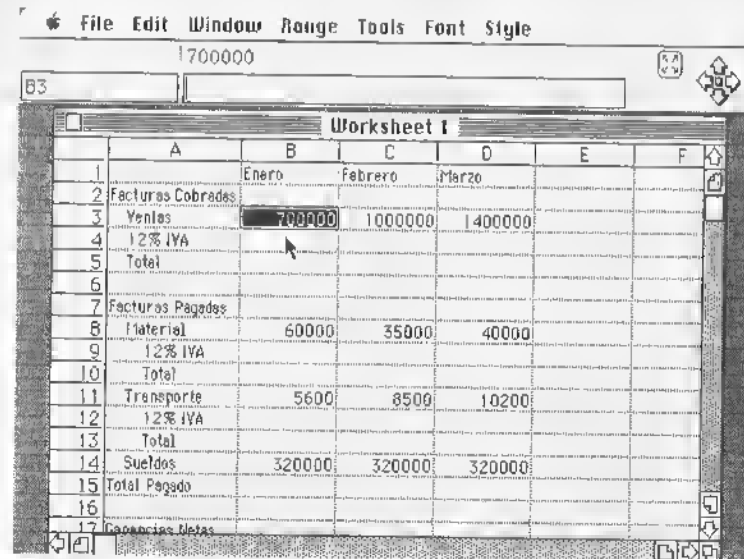 File Edit Window Range Tools Font Style
700000
B3
Worksheet 1
A B C D E F
1 Enero Febrero Marzo
2 Facturas Cobradas
3 Ventas 700000 1000000 1400000
4 12% IVA
5 Total
6
7 Facturas Pagadas
8 Material 60000 35000 40000
9 12% IVA
10 Total
11 Transporte 5600 8500 10200
12 12% IVA
13 Total
14 Sueldos 320000 320000 320000
15 Total Pagado
16
17 Ganancias Netas